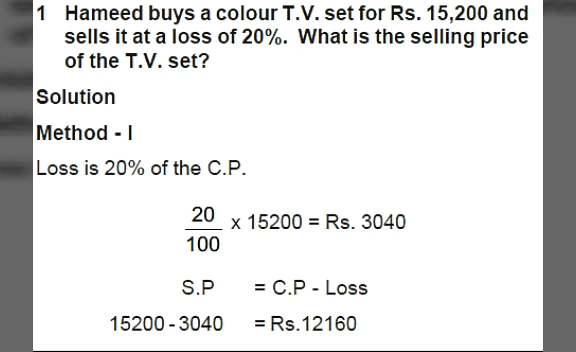 1 Hameed buys a colour T.V. set for Rs. 15,200 and
sells it at a loss of 20%. What is the selling price
of the T.V. set?
Solution
Method - I
Loss is 20% of the C.P.
20
100
x 15200 = Rs. 3040
S.P = C.P - Loss
15200 - 3040 = Rs.12160